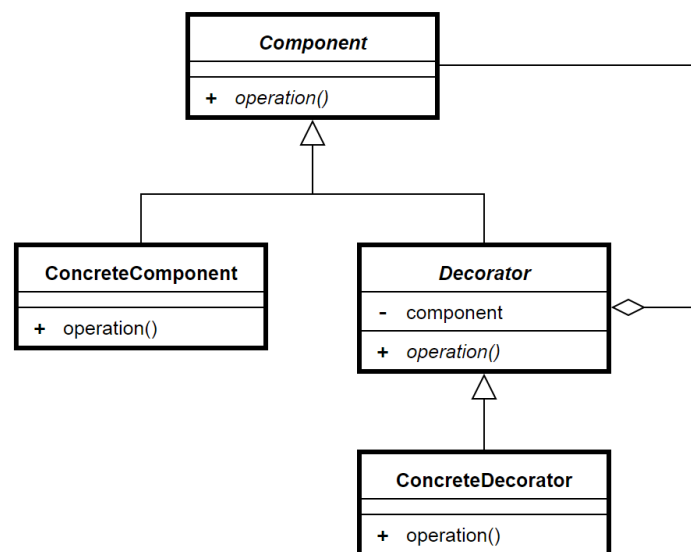 Component
+ operation()
ConcreteComponent
+ operation()
Decorator
- component
+ operation()
ConcreteDecorator
+ operation()